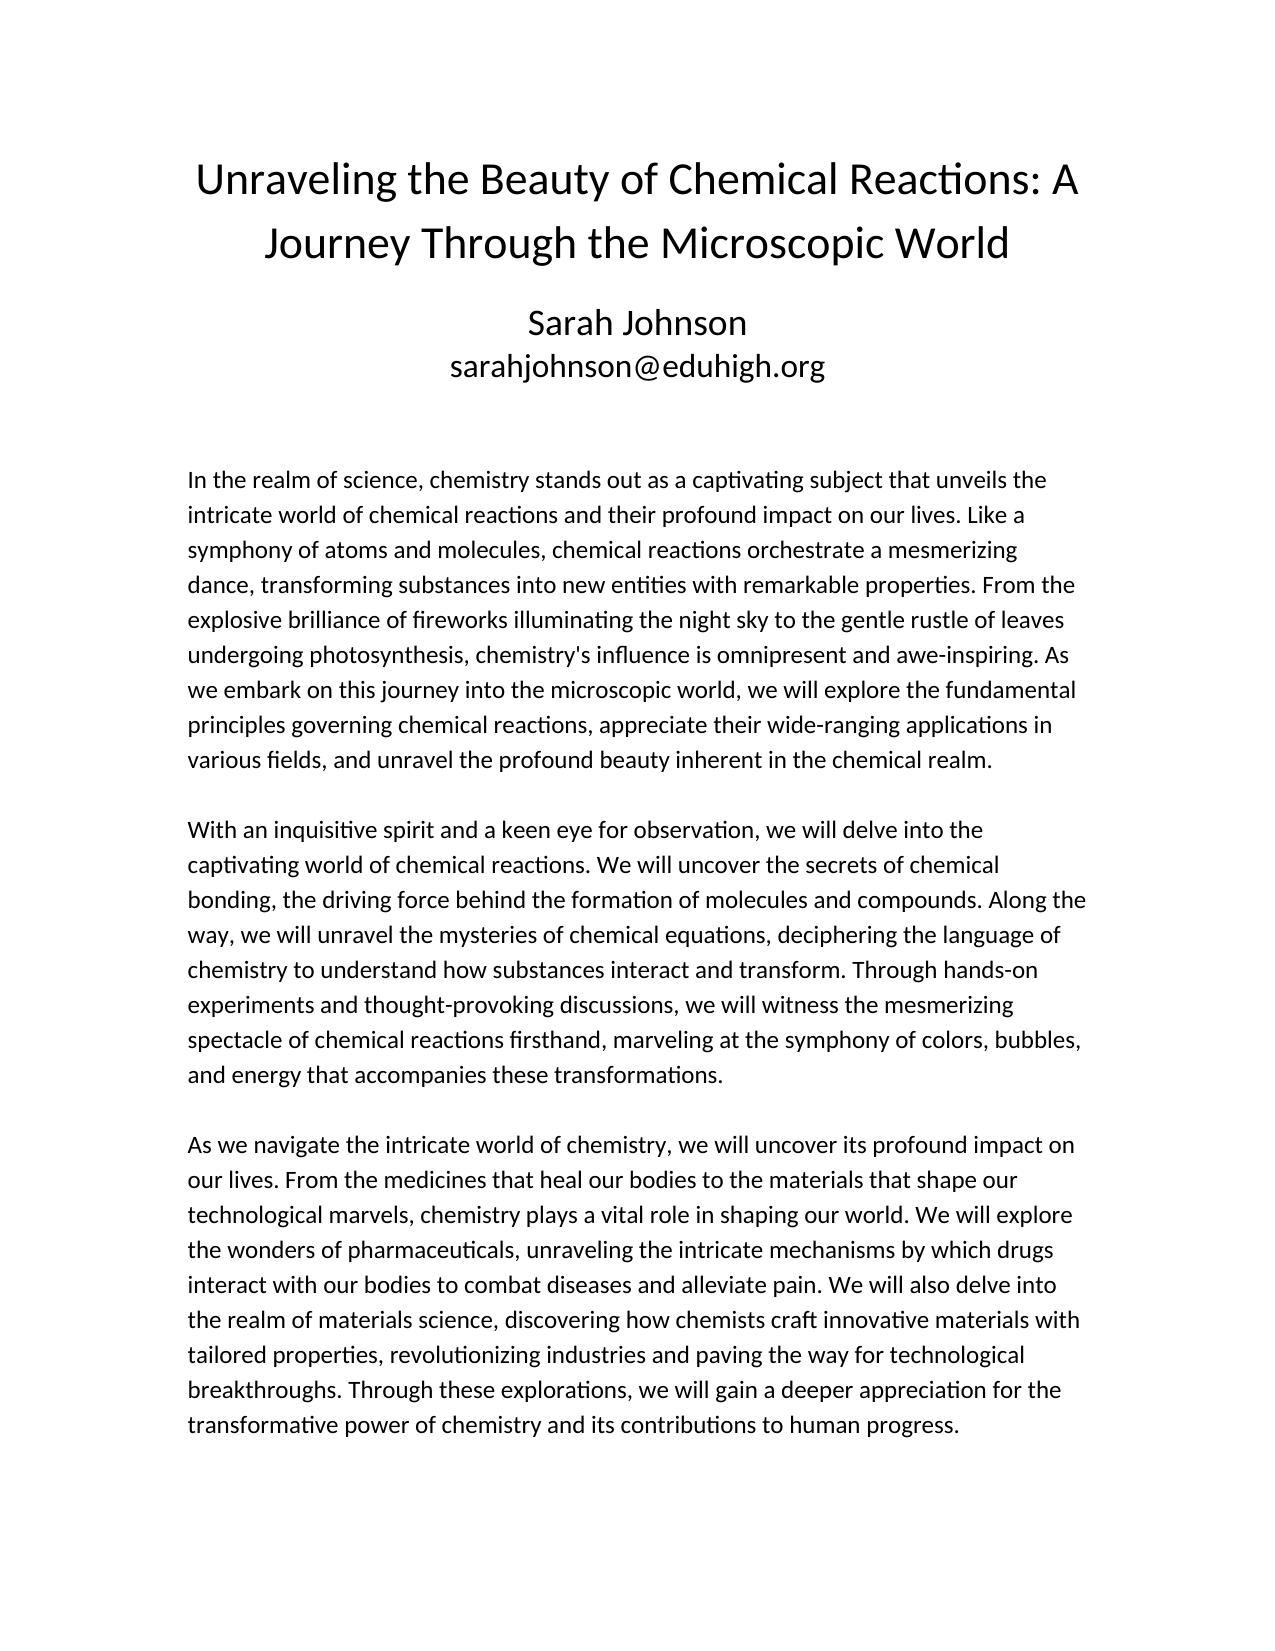 Unraveling the Beauty of Chemical Reactions: A
Journey Through the Microscopic World
Sarah Johnson
sarahjohnson@eduhigh.org
In the realm of science, chemistry stands out as a captivating subject that unveils the
intricate world of chemical reactions and their profound impact on our lives. Like a
symphony of atoms and molecules, chemical reactions orchestrate a mesmerizing
dance, transforming substances into new entities with remarkable properties. From the
explosive brilliance of fireworks illuminating the night sky to the gentle rustle of leaves
undergoing photosynthesis, chemistry's influence is omnipresent and awe-inspiring. As
we embark on this journey into the microscopic world, we will explore the fundamental
principles governing chemical reactions, appreciate their wide-ranging applications in
various fields, and unravel the profound beauty inherent in the chemical realm.
With an inquisitive spirit and a keen eye for observation, we will delve into the
captivating world of chemical reactions. We will uncover the secrets of chemical
bonding, the driving force behind the formation of molecules and compounds. Along the
way, we will unravel the mysteries of chemical equations, deciphering the language of
chemistry to understand how substances interact and transform. Through hands-on
experiments and thought-provoking discussions, we will witness the mesmerizing
spectacle of chemical reactions firsthand, marveling at the symphony of colors, bubbles,
and energy that accompanies these transformations.
As we navigate the intricate world of chemistry, we will uncover its profound impact on
our lives. From the medicines that heal our bodies to the materials that shape our
technological marvels, chemistry plays a vital role in shaping our world. We will explore
the wonders of pharmaceuticals, unraveling the intricate mechanisms by which drugs
interact with our bodies to combat diseases and alleviate pain. We will also delve into
the realm of materials science, discovering how chemists craft innovative materials with
tailored properties, revolutionizing industries and paving the way for technological
breakthroughs. Through these explorations, we will gain a deeper appreciation for the
transformative power of chemistry and its contributions to human progress.